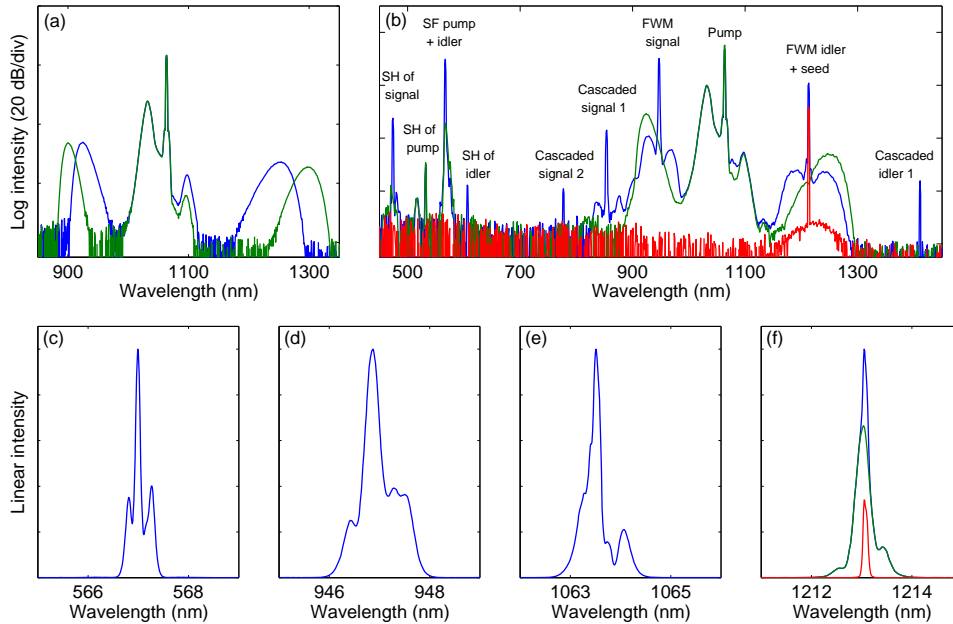 (a)
Log intensity (20 dB/div)
900
1100
1300
Wavelength (nm)
(b)
SF pump
+ idler
FWM
signal
Pump
FWM idler
+ seed
SH of
signal
Cascaded
signal 1
SH of
pump
SH of
idler
Cascaded
signal 2
Cascaded
idler 1
500
700
900
1100
1300
Wavelength (nm)
(c)
Linear intensity
566
568
Wavelength (nm)
(d)
946
948
Wavelength (nm)
(e)
1063
1065
Wavelength (nm)
(f)
1212
1214
Wavelength (nm)